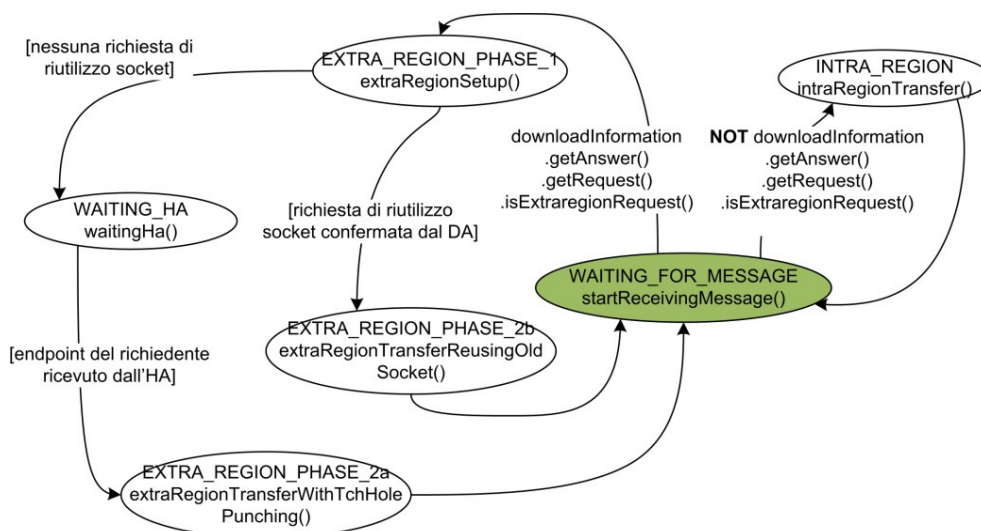 [nessuna richiesta di
riutilizzo socket]
EXTRA_REGION_PHASE_1
extraRegionSetup()
INTRA_REGION
intraRegionTransfer()
downloadInformation
.getAnswer()
.getRequest()
.isExtraregionRequest()
NOT downloadInformation
.getAnswer()
.getRequest()
.isExtraregionRequest()
WAITING_HA
waitingHa()
[richiesta di riutilizzo
socket confermata dal DA]
WAITING_FOR_MESSAGE
startReceivingMessage()
EXTRA_REGION_PHASE_2b
extraRegionTransferReusingOld
Socket()
[endpoint del richiedente
ricevuto dall'HA]
EXTRA_REGION_PHASE_2a
extraRegionTransferWithTchHole
Punching()